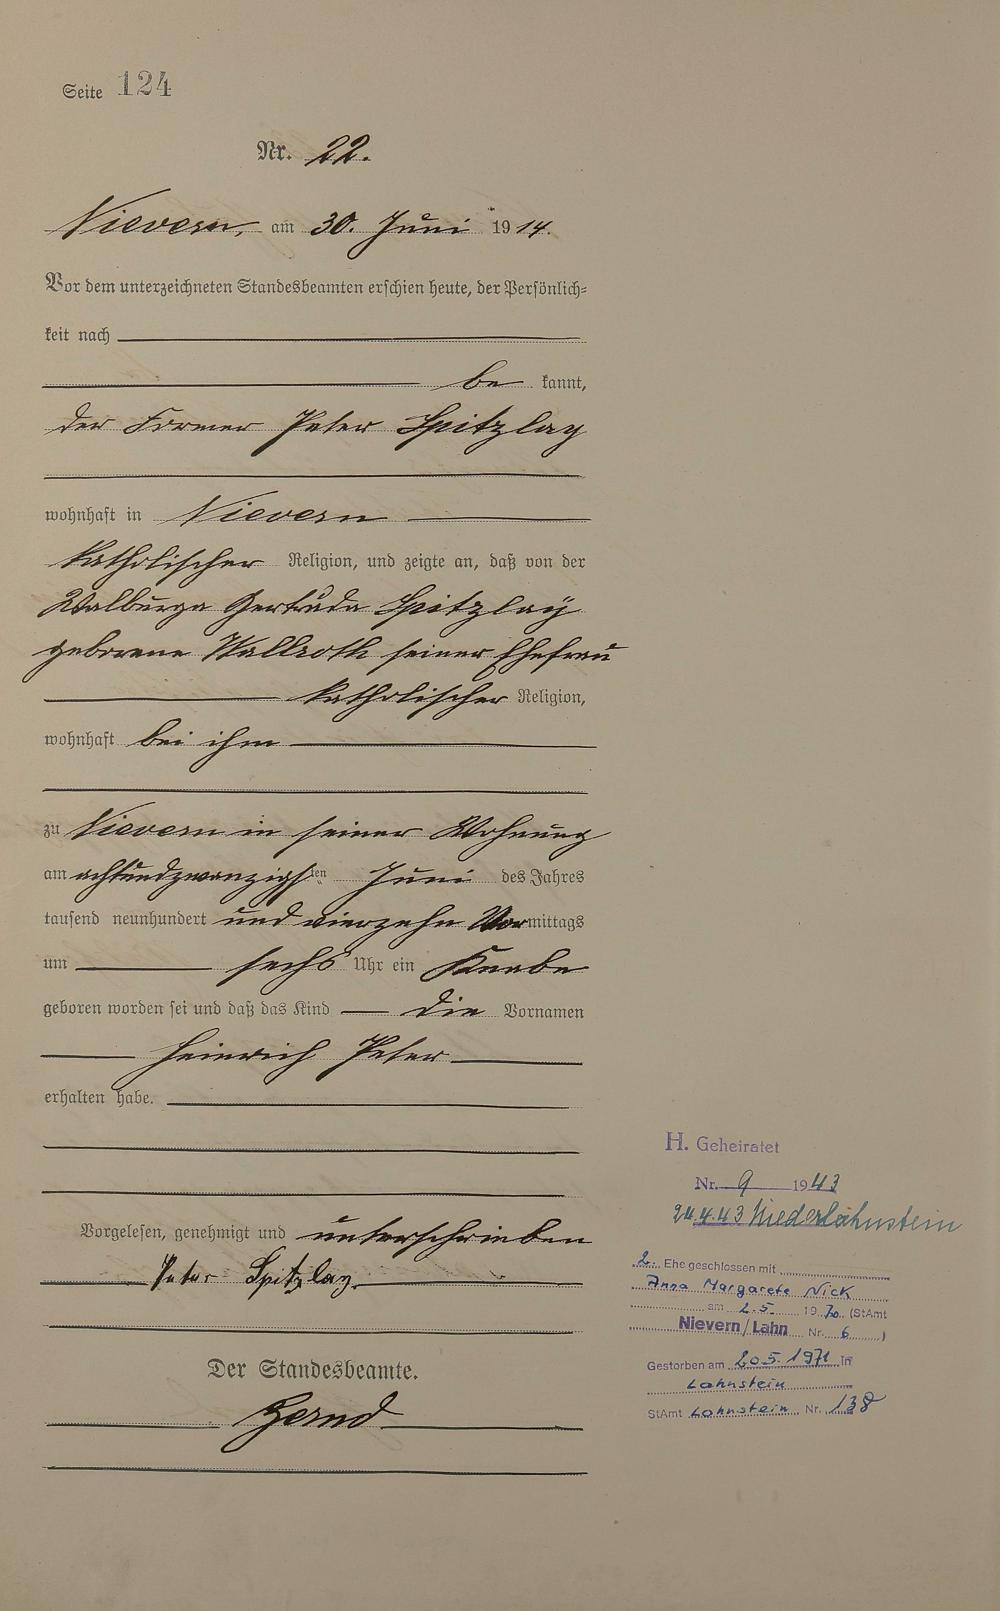 Seite 124
Nr. 22.
Nievern, am 30. Juni 1914.
Vor dem unterzeichneten Standesbeamten erschien heute, der Persönlich-
keit nach
be kannt,
der Former Peter Spitzlay
wohnhaft in Nievern
katholischer Religion, und zeigte an, daß von der
Walburga Gertruda Spitzlaÿ
geborene Wallroth seiner Ehefrau
katholischer Religion,
wohnhaft bei ihm
zu Nievern in seiner Wohnung
am achtundzwanzigsten Juni des Jahres
tausend neunhundert und vierzehn Vormittags
um sechs Uhr ein Knabe
geboren worden sei und daß das Kind die Vornamen
Heinrich Peter
erhalten habe.
Vorgelesen, genehmigt und unterschrieben
Peter Spitzlay.
Der Standesbeamte.
H. Geheiratet
Nr. 9 1943
24.4.43 Niederlahnstein
2. Ehe geschlossen mit
Anna Margarete Nick
am 2.5. 1970 (StAmt
Nievern/Lahn Nr. 6 )
Gestorben am 20.5.1971 in
Lahnstein
StAmt Lahnstein Nr. 138